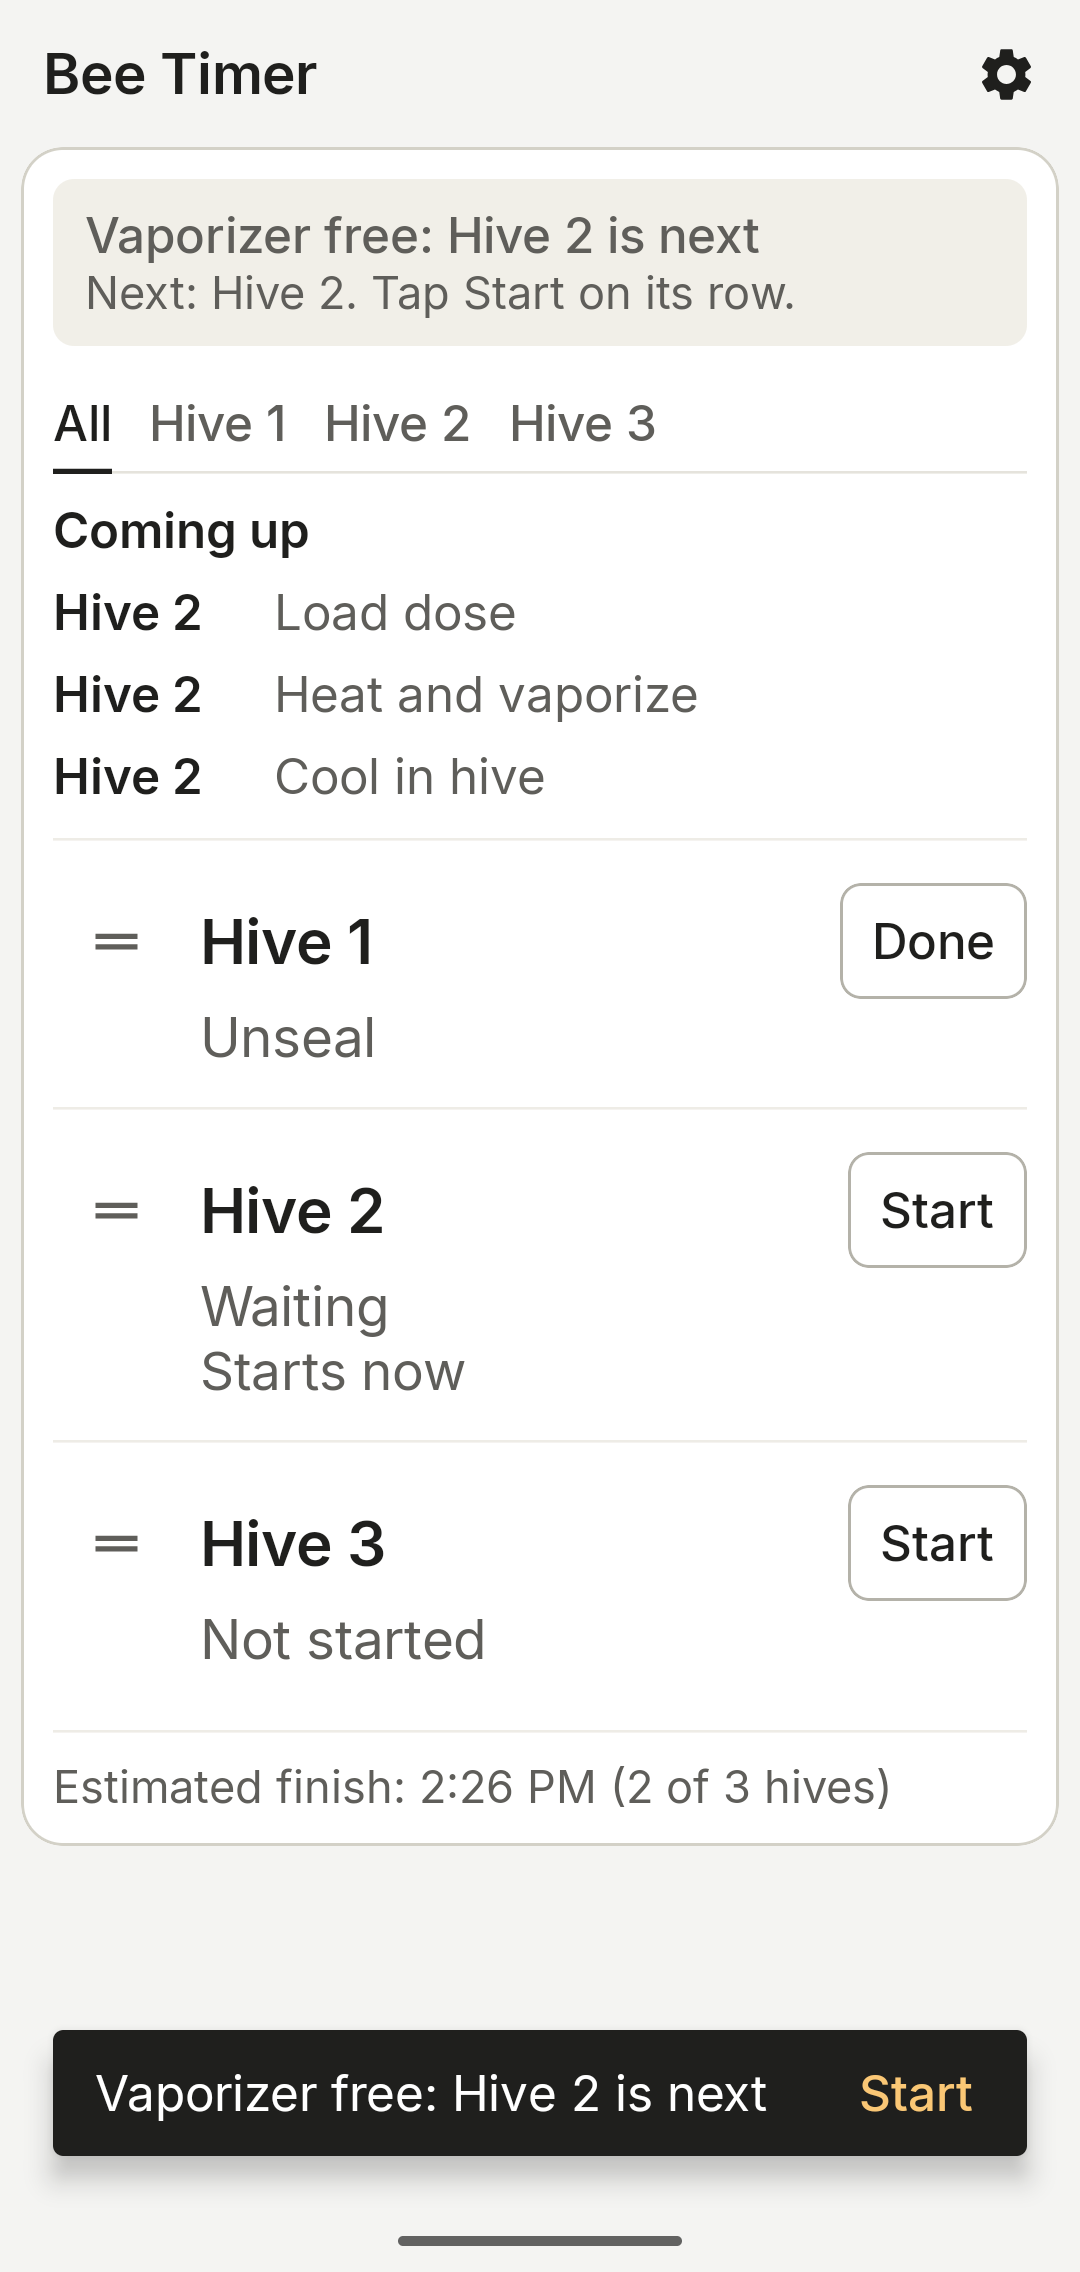 Bee Timer
Vaporizer free: Hive 2 is next
Next: Hive 2. Tap Start on its row.
All Hive 1 Hive 2 Hive 3
Coming up
Hive 2 Load dose
Hive 2 Heat and vaporize
Hive 2 Cool in hive
Hive 1 Done
Unseal
Hive 2 Start
Waiting
Starts now
Hive 3 Start
Not started
Estimated finish: 2:26 PM (2 of 3 hives)
Vaporizer free: Hive 2 is next Start